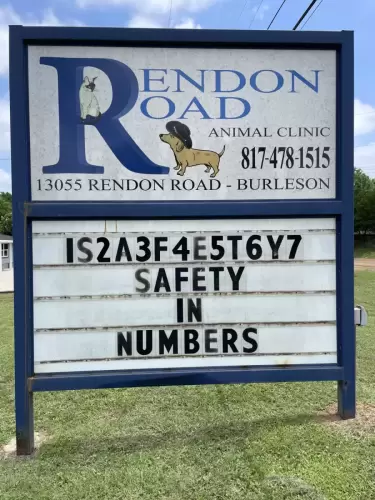 RENDON
ROAD
ANIMAL CLINIC
817-478-1515
13055 RENDON ROAD - BURLESON
1S2A3F4E5T6Y7
SAFETY
IN
NUMBERS